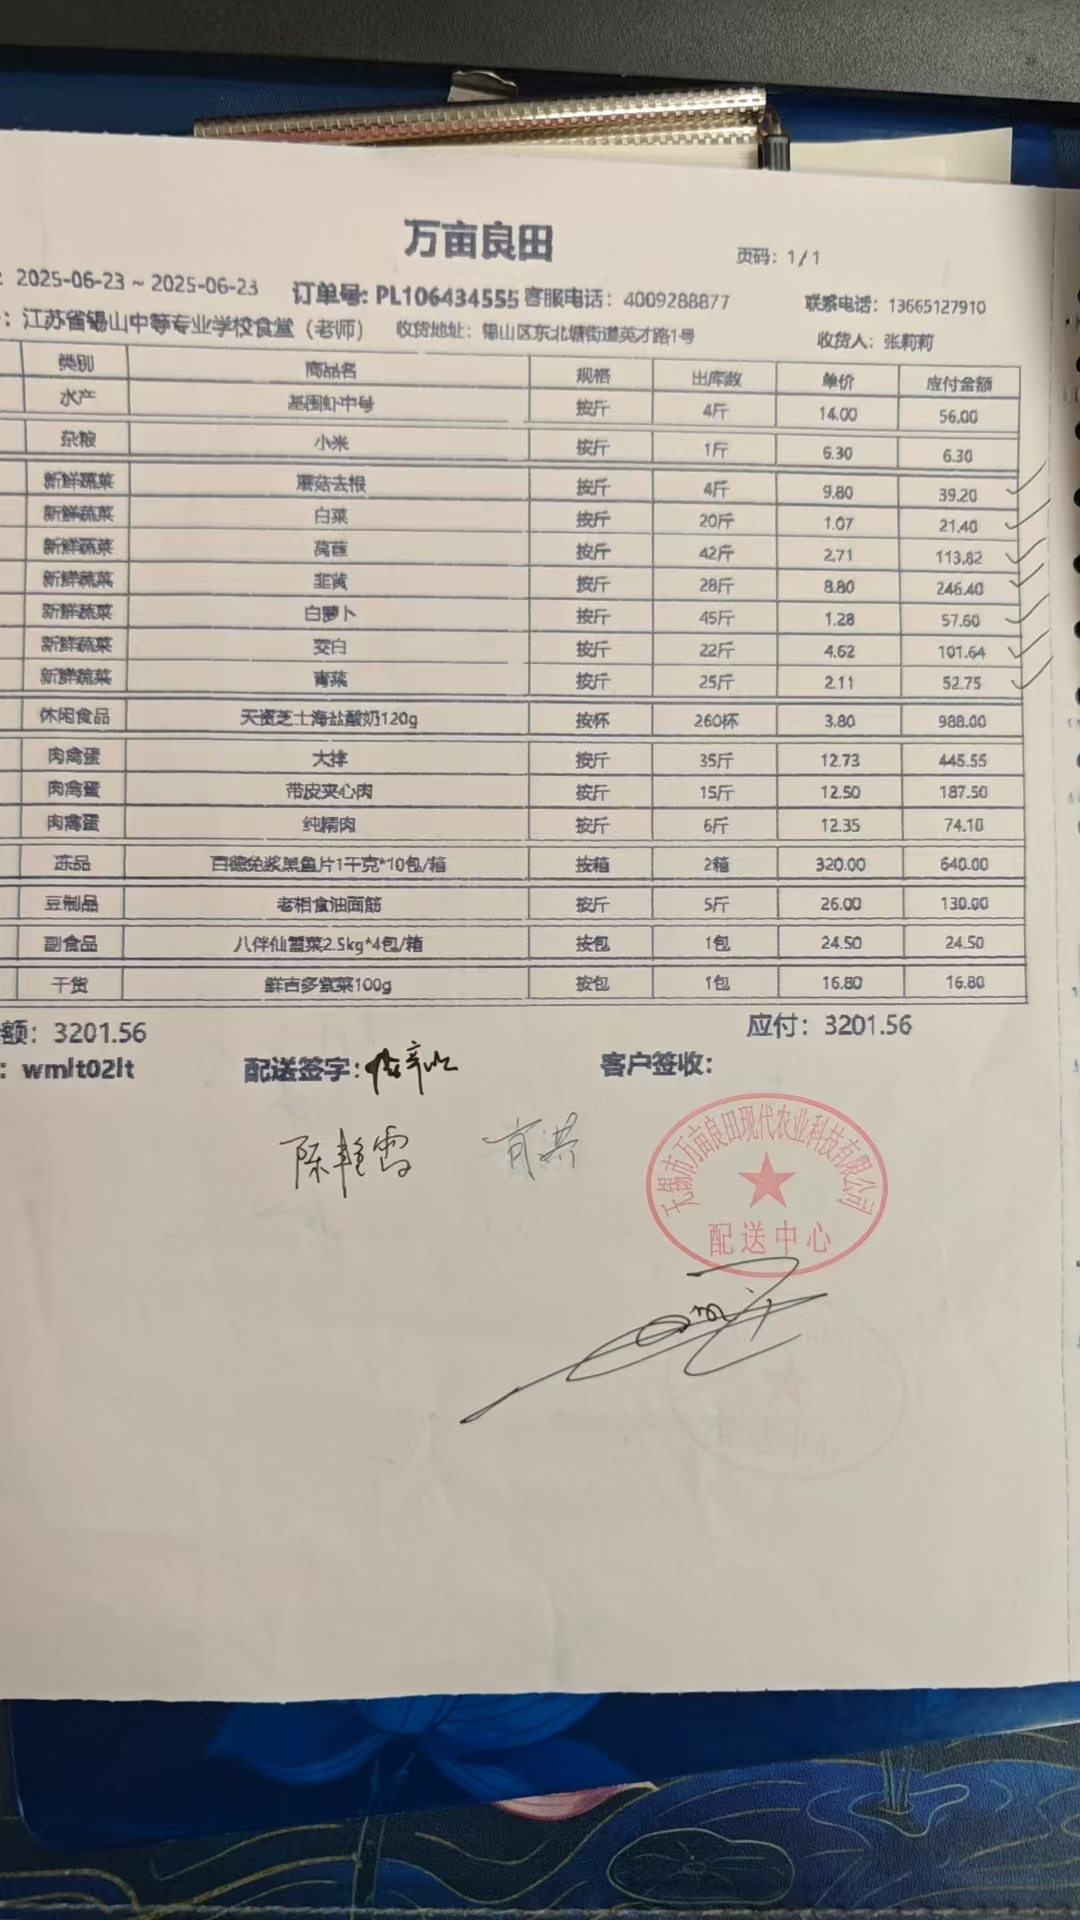 万亩良田
页码：1/1
：2025-06-23 ~ 2025-06-23 订单号: PL106434555 客服电话：4009288877 联系电话：13665127910
：江苏省锡山中等专业学校食堂（老师） 收货地址：锡山区东北塘街道英才路1号 收货人：张莉莉
类别 商品名 规格 出库数 单价 应付金额
水产 基围虾中号 按斤 4斤 14.00 56.00
杂粮 小米 按斤 1斤 6.30 6.30
新鲜蔬菜 蘑菇去根 按斤 4斤 9.80 39.20
新鲜蔬菜 白菜 按斤 20斤 1.07 21.40
新鲜蔬菜 莴苣 按斤 42斤 2.71 113.82
新鲜蔬菜 韭黄 按斤 28斤 8.80 246.40
新鲜蔬菜 白萝卜 按斤 45斤 1.28 57.60
新鲜蔬菜 茭白 按斤 22斤 4.62 101.64
新鲜蔬菜 青菜 按斤 25斤 2.11 52.75
休闲食品 天资芝士海盐酸奶120g 按杯 260杯 3.80 988.00
肉禽蛋 大排 按斤 35斤 12.73 445.55
肉禽蛋 带皮夹心肉 按斤 15斤 12.50 187.50
肉禽蛋 纯精肉 按斤 6斤 12.35 74.10
冻品 百德免浆黑鱼片1千克*10包/箱 按箱 2箱 320.00 640.00
豆制品 老相食油面筋 按斤 5斤 26.00 130.00
副食品 八伴仙雪菜2.5kg*4包/箱 按包 1包 24.50 24.50
干货 鲜吉多紫菜100g 按包 1包 16.80 16.80
额：3201.56 应付：3201.56
：wmlt02lt 配送签字： 客户签收：
陈艳霞
无锡市万亩良田现代农业科技有限公司
配送中心